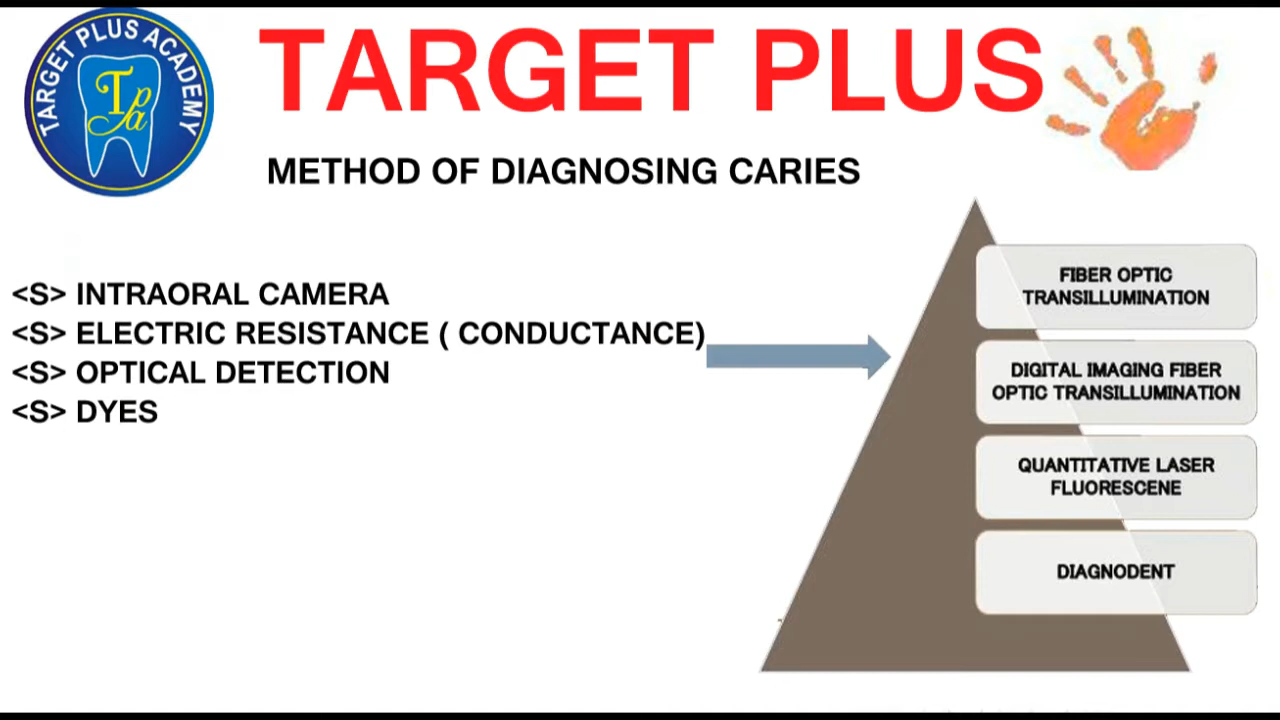 TARGET PLUS ACADEMY
T P a
TARGET PLUS
METHOD OF DIAGNOSING CARIES
<S> INTRAORAL CAMERA
<S> ELECTRIC RESISTANCE ( CONDUCTANCE)
<S> OPTICAL DETECTION
<S> DYES
FIBER OPTIC
TRANSILLUMINATION
DIGITAL IMAGING FIBER
OPTIC TRANSILLUMINATION
QUANTITATIVE LASER
FLUORESCENE
DIAGNODENT